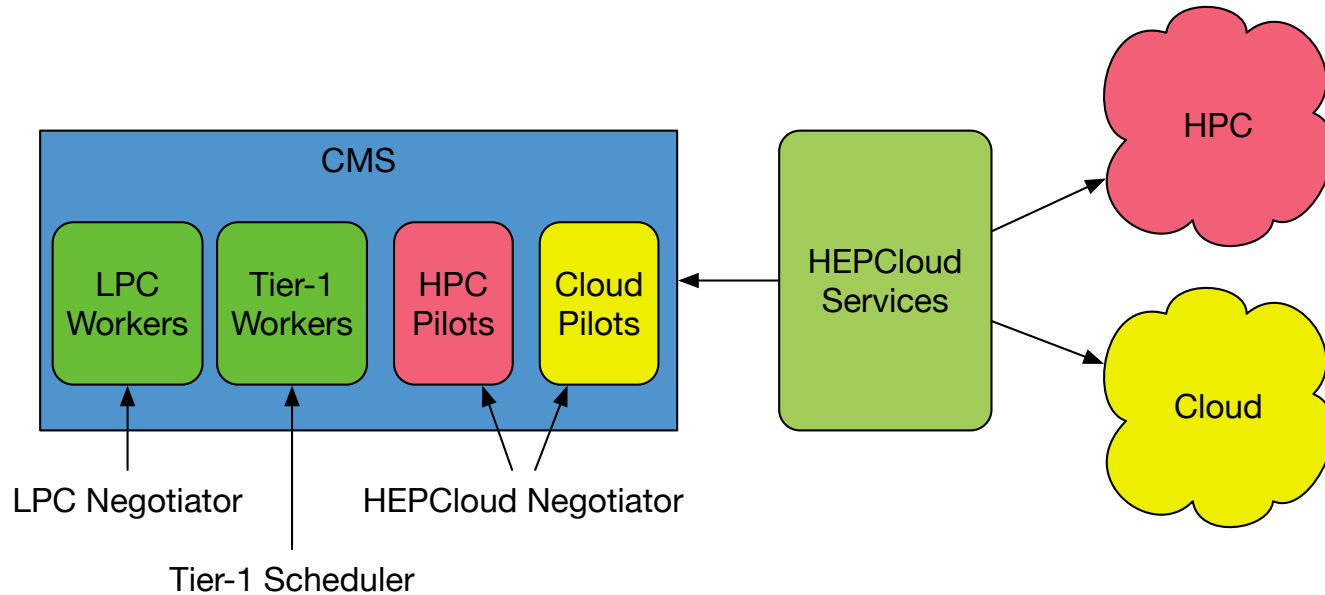 HPC
CMS
LPC
Workers
Tier-1
Workers
HPC
Pilots
Cloud
Pilots
HEPCloud
Services
Cloud
LPC Negotiator
HEPCloud Negotiator
Tier-1 Scheduler